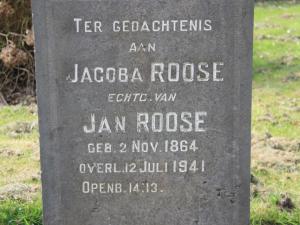 TER GEDACHTENIS
AAN
JACOBA ROOSE
ECHTG. VAN
JAN ROOSE
GEB. 2 NOV. 1864
OVERL. 12 JULI 1941
OPENB. 14:13.